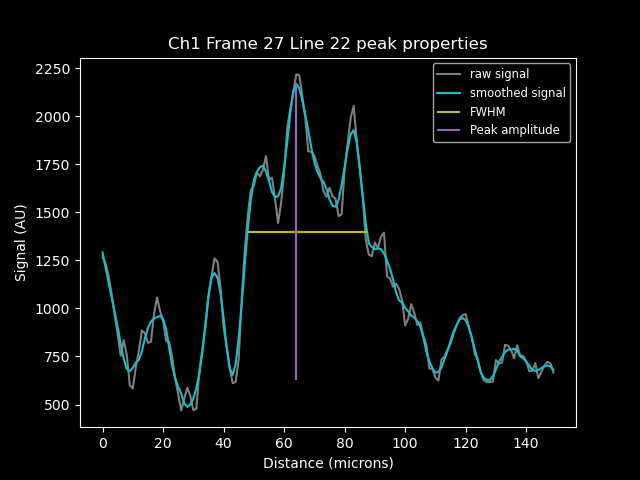 Ch1 Frame 27 Line 22 peak properties
2250
2000
1750
1500
1250
1000
750
500
Signal (AU)
raw signal
smoothed signal
FWHM
Peak amplitude
0 20 40 60 80 100 120 140
Distance (microns)